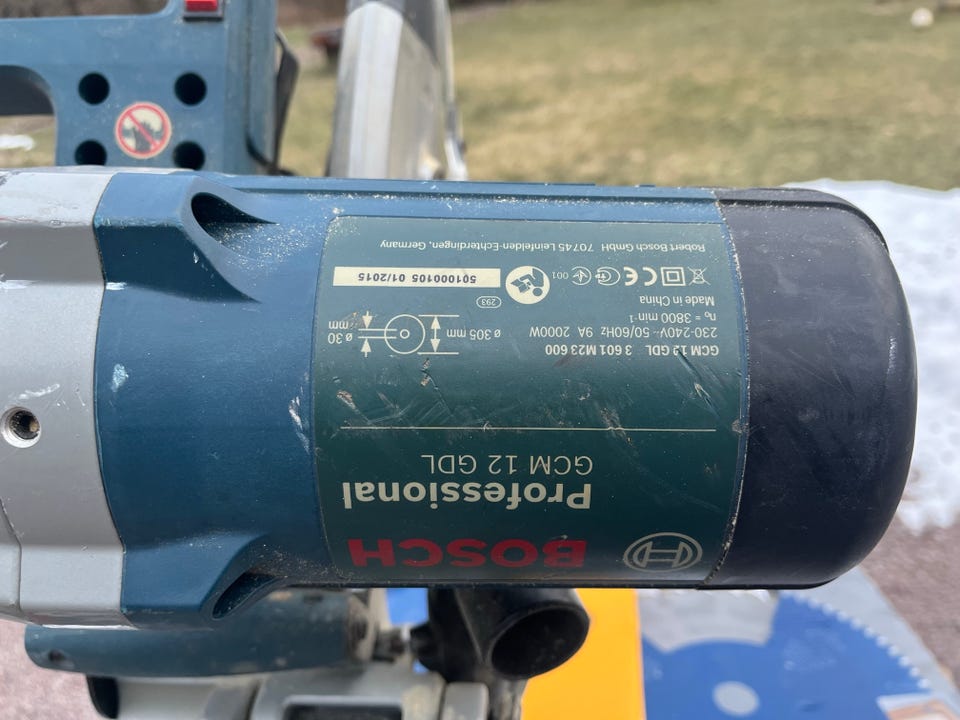 BOSCH
Professional
GCM 12 GDL
GCM 12 GDL 3 601 M23 600
230-240V~ 50/60Hz 9A 2000W
n₀ = 3800 min-1
Made in China
ø 305 mm
ø 30 mm
293
001
501000105 01/2015
Robert Bosch GmbH 70745 Leinfelden-Echterdingen, Germany